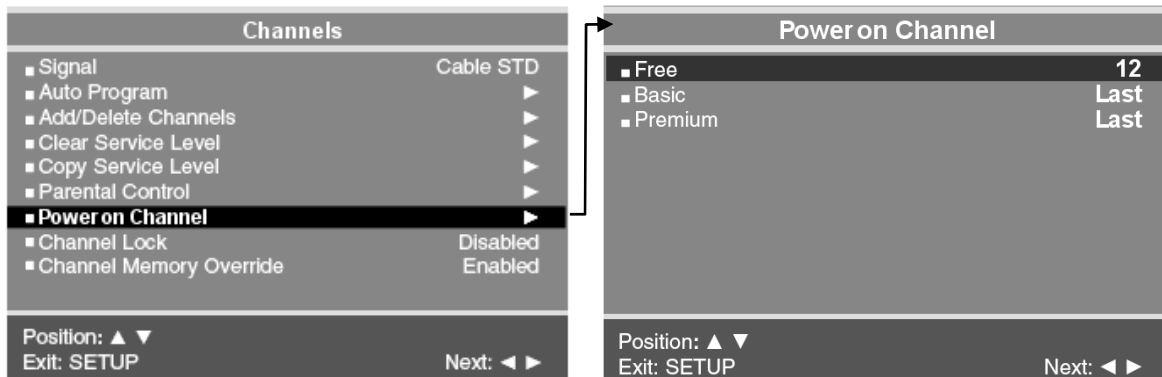 Channels
Signal Cable STD
Auto Program ►
Add/Delete Channels ►
Clear Service Level ►
Copy Service Level ►
Parental Control ►
Power on Channel ►
Channel Lock Disabled
Channel Memory Override Enabled
Position: ▲ ▼
Exit: SETUP Next: ◄ ►
Power on Channel
Free 12
Basic Last
Premium Last
Position: ▲ ▼
Exit: SETUP Next: ◄ ►